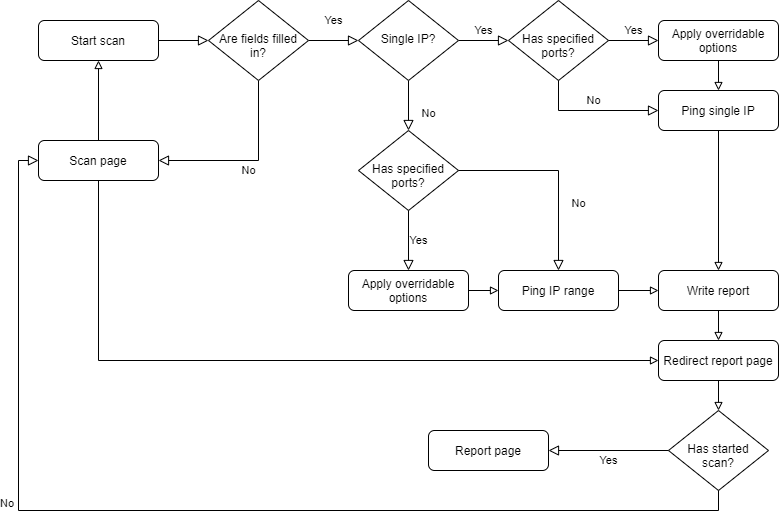 Start scan
Are fields filled
in?
Yes
Single IP?
Yes
Has specified
ports?
Yes
Apply overridable
options
No
Ping single IP
Scan page
No
No
Has specified
ports?
No
Yes
Apply overridable
options
Ping IP range
Write report
Redirect report page
Report page
Yes
Has started
scan?
No